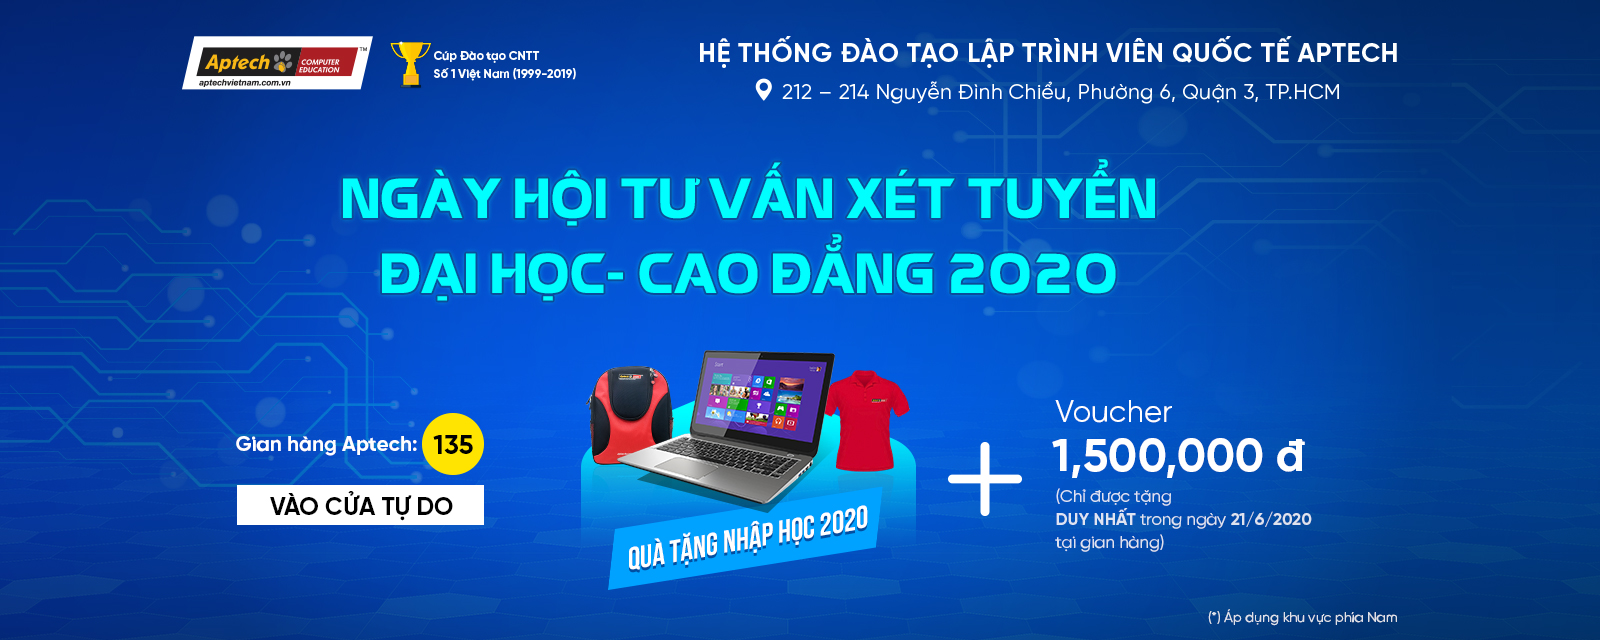 Aptech COMPUTER EDUCATION ™
aptechvietnam.com.vn
Cúp Đào tạo CNTT
Số 1 Việt Nam (1999-2019)
HỆ THỐNG ĐÀO TẠO LẬP TRÌNH VIÊN QUỐC TẾ APTECH
212 – 214 Nguyễn Đình Chiểu, Phường 6, Quận 3, TP.HCM
NGÀY HỘI TƯ VẤN XÉT TUYỂN
ĐẠI HỌC- CAO ĐẲNG 2020
Gian hàng Aptech: 135
VÀO CỬA TỰ DO
Start
QUÀ TẶNG NHẬP HỌC 2020
Voucher
1,500,000 đ
(Chỉ được tặng
DUY NHẤT trong ngày 21/6/2020
tại gian hàng)
(*) Áp dụng khu vực phía Nam